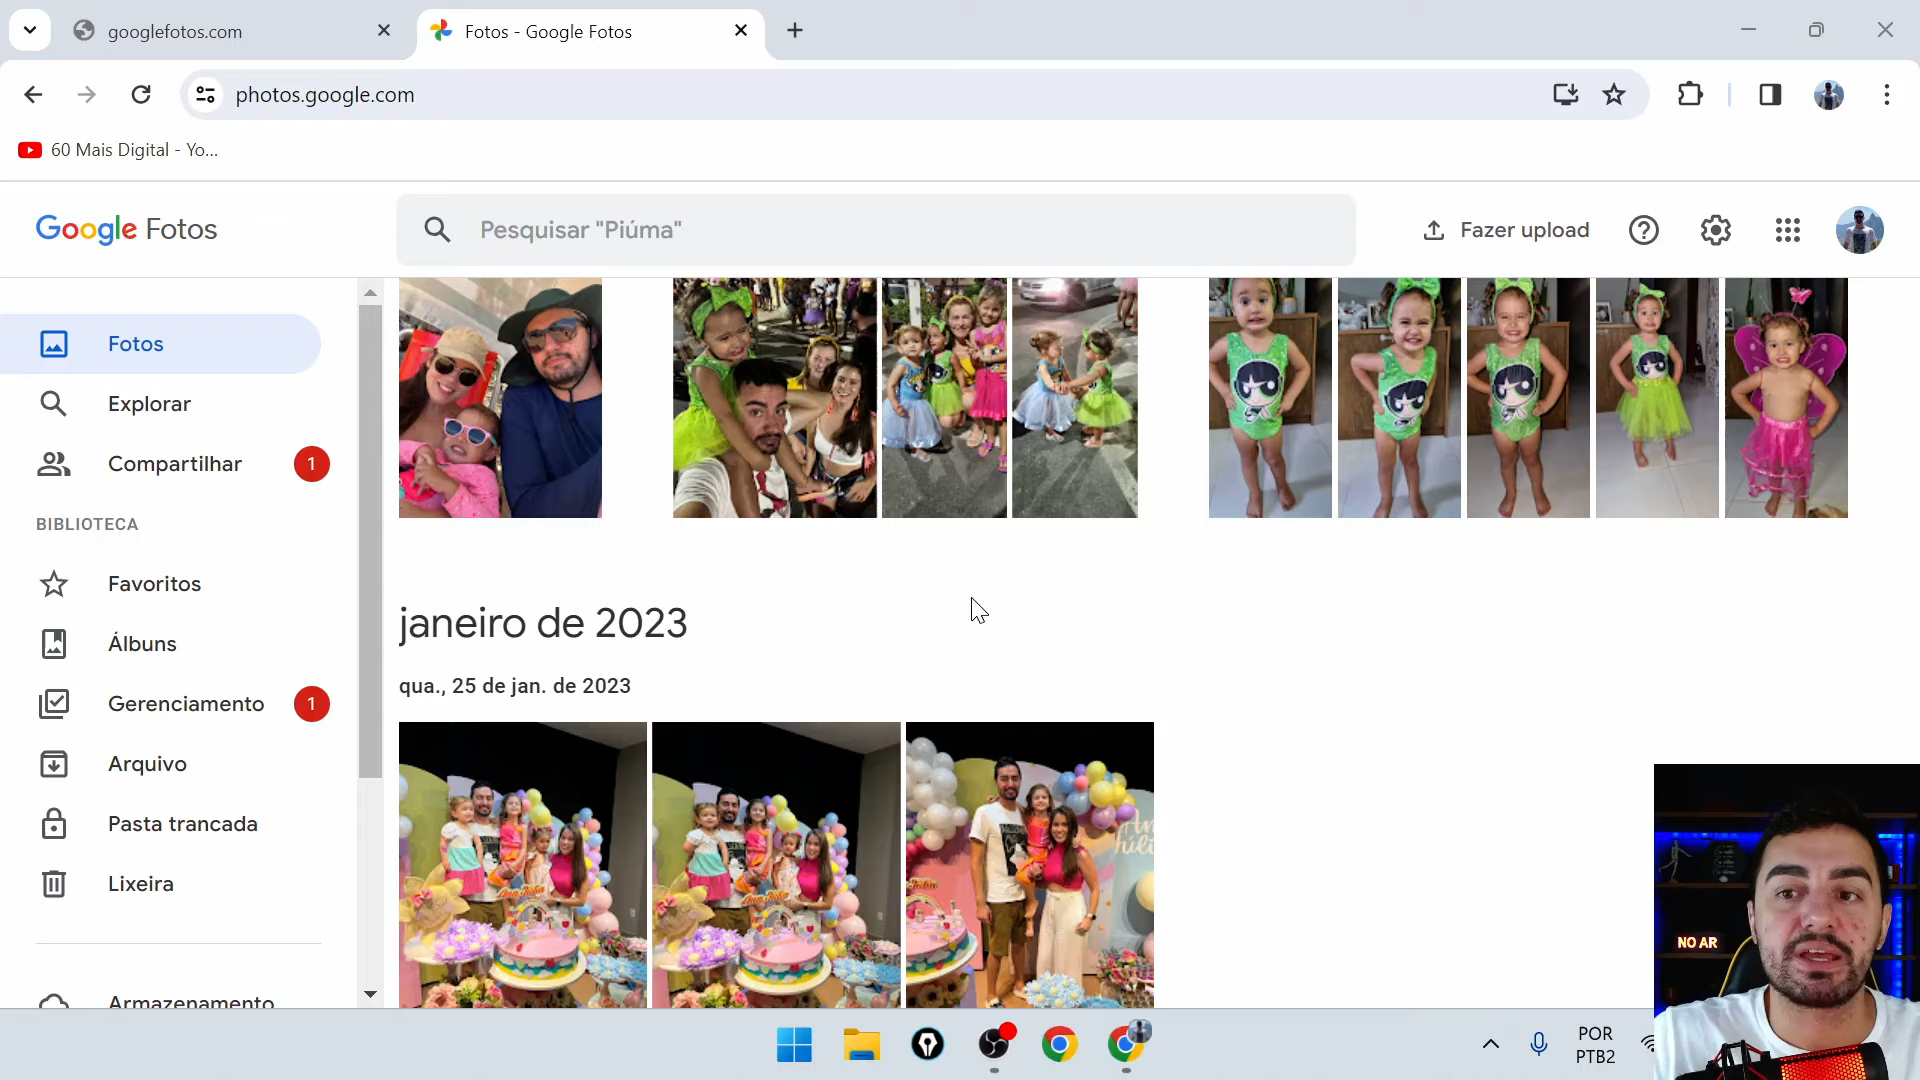 googlefotos.com
Fotos - Google Fotos
photos.google.com
60 Mais Digital - Yo...
Google Fotos
Pesquisar "Piúma"
Fazer upload
Fotos
Explorar
Compartilhar 1
BIBLIOTECA
Favoritos
Álbuns
Gerenciamento 1
Arquivo
Pasta trancada
Lixeira
Armazenamento
janeiro de 2023
qua., 25 de jan. de 2023
NO AR
POR
PTB2